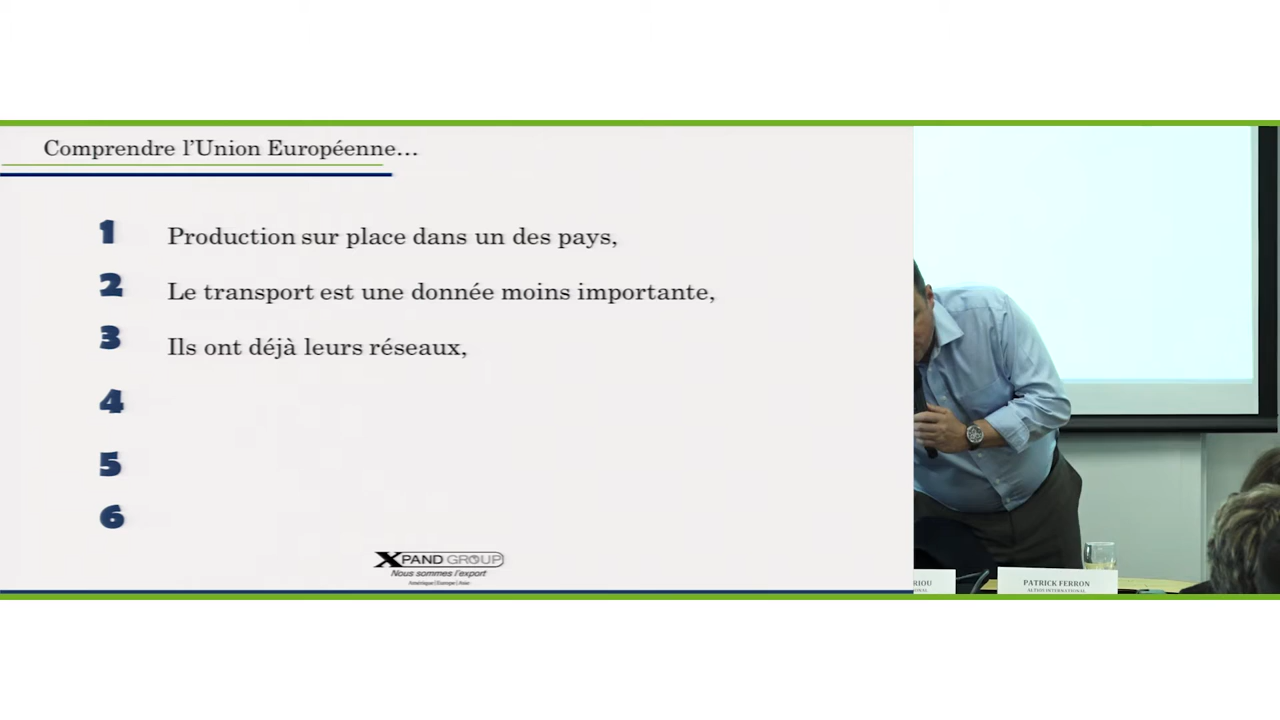 Comprendre l'Union Européenne...
1 Production sur place dans un des pays,
2 Le transport est une donnée moins importante,
3 Ils ont déjà leurs réseaux,
4
5
6
XPAND GROUP
Nous sommes l'export
Amérique|Europe|Asie
RIOU
ONAL
PATRICK FERRON
ALTIOS INTERNATIONAL